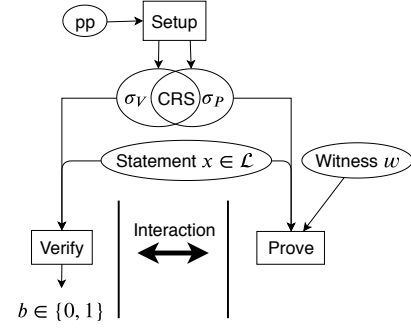 pp
Setup
σ_V CRS σ_P
Statement x ∈ ℒ
Witness w
Interaction
Verify
Prove
b ∈ {0, 1}